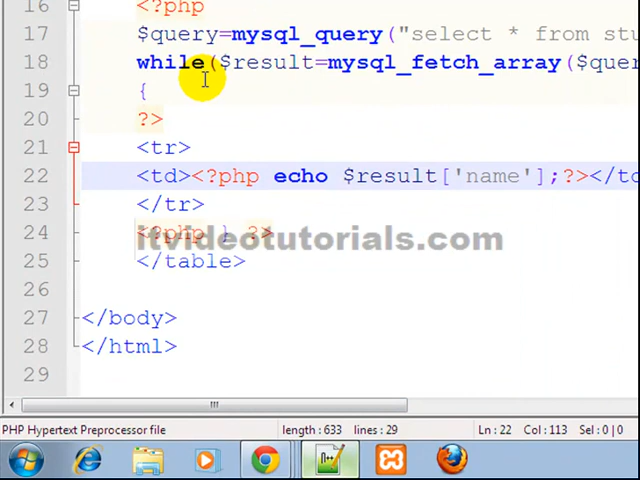 16 <?php
17 $query=mysql_query("select * from stu
18 while($result=mysql_fetch_array($quer
19 {
20 ?>
21 <tr>
22 <td><?php echo $result['name'];?></td
23 </tr>
24 <?php } ?>
itvideotutorials.com
25 </table>
26
27 </body>
28 </html>
29
PHP Hypertext Preprocessor file length : 633 lines : 29 Ln : 22 Col : 113 Sel : 0 | 0